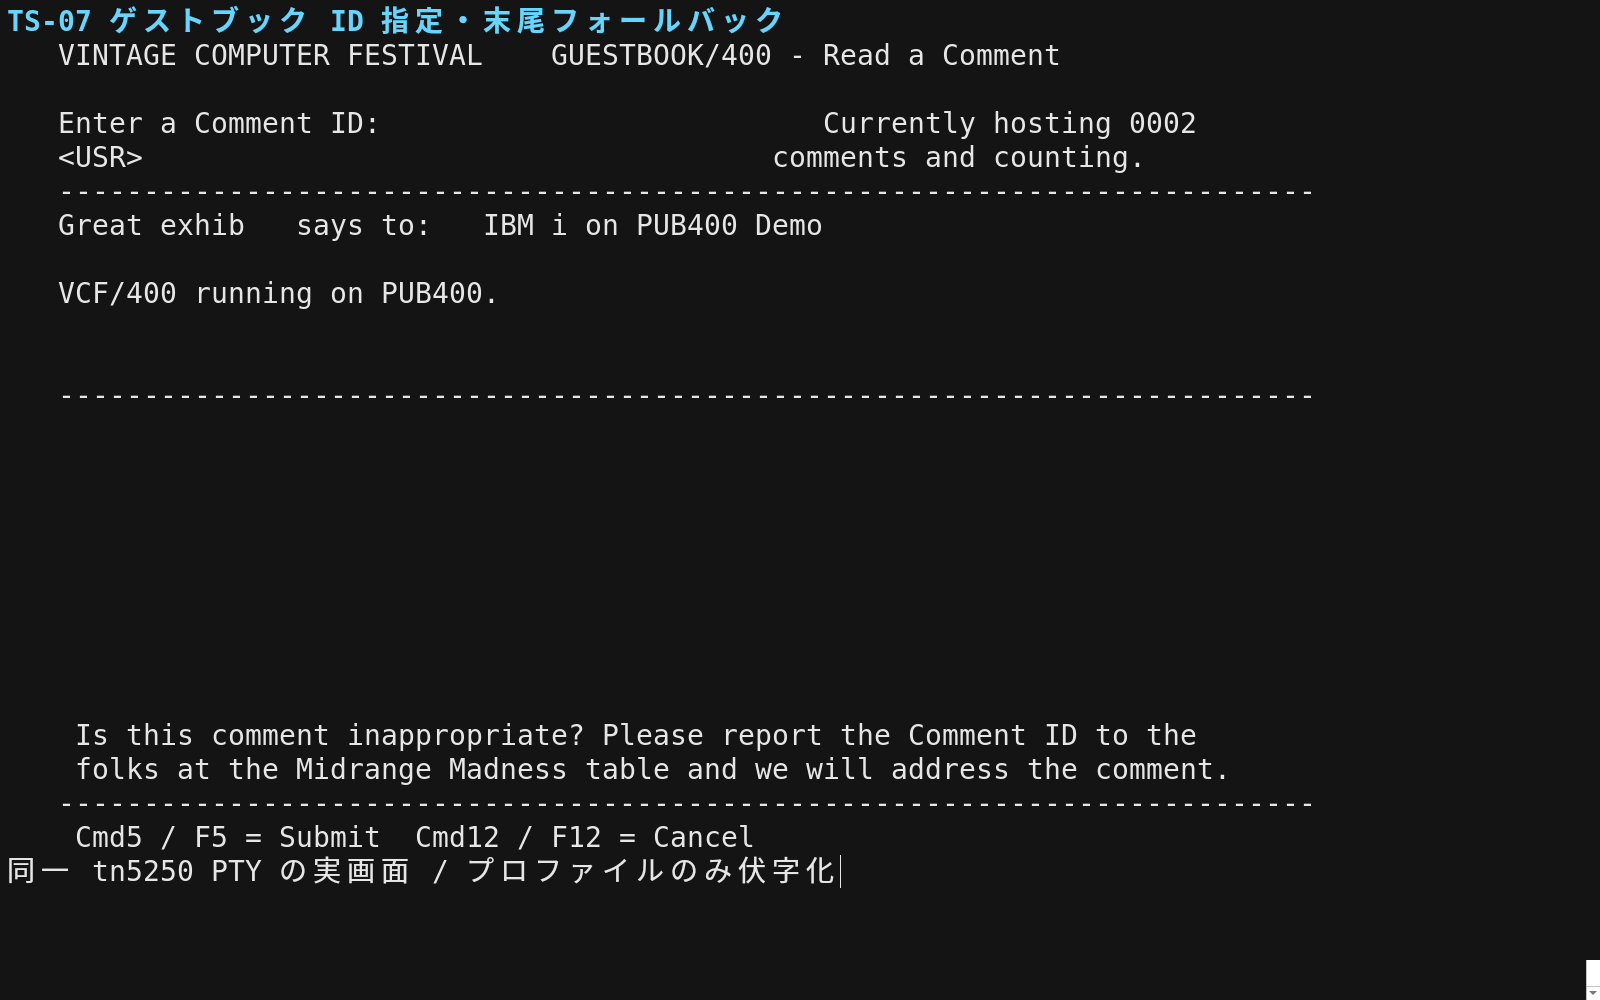 TS-07 ゲストブック ID 指定・末尾フォールバック
VINTAGE COMPUTER FESTIVAL    GUESTBOOK/400 - Read a Comment
Enter a Comment ID:                          Currently hosting 0002
<USR>                                     comments and counting.
--------------------------------------------------------------------------
Great exhib   says to:   IBM i on PUB400 Demo
VCF/400 running on PUB400.
--------------------------------------------------------------------------
Is this comment inappropriate? Please report the Comment ID to the
folks at the Midrange Madness table and we will address the comment.
--------------------------------------------------------------------------
Cmd5 / F5 = Submit  Cmd12 / F12 = Cancel
同一 tn5250 PTY の実画面 / プロファイルのみ伏字化